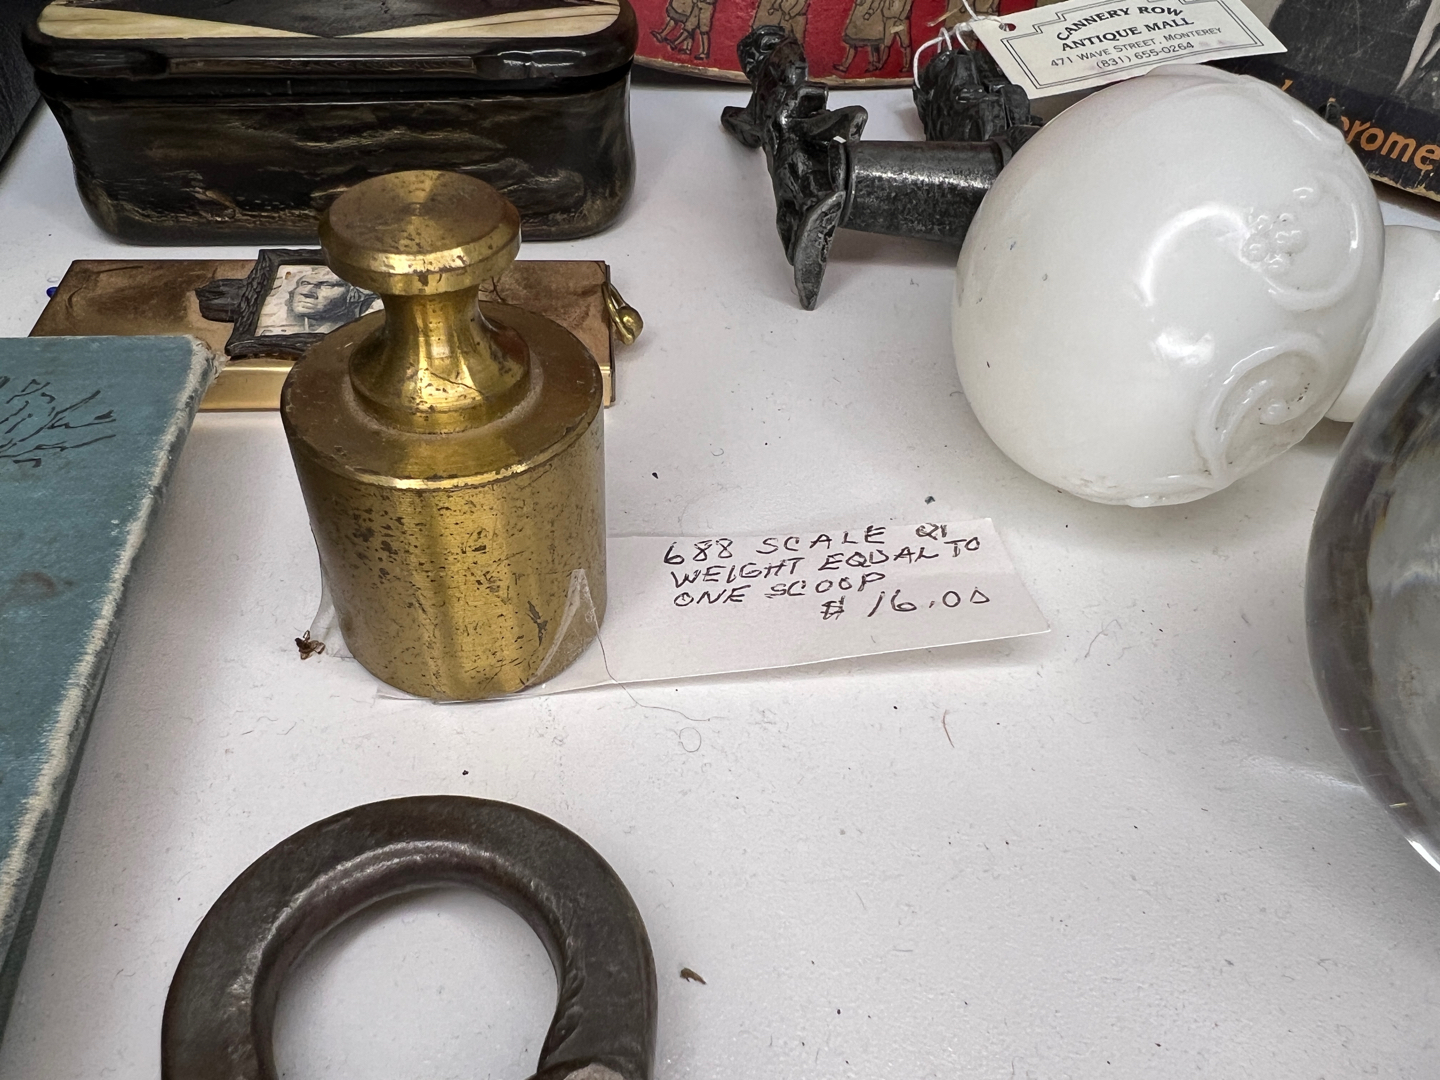 CANNERY ROW
ANTIQUE MALL
471 WAVE STREET, MONTEREY
(831) 655-0264
erome
688 SCALE QI
WEIGHT EQUAL TO
ONE SCOOP
$ 16.00